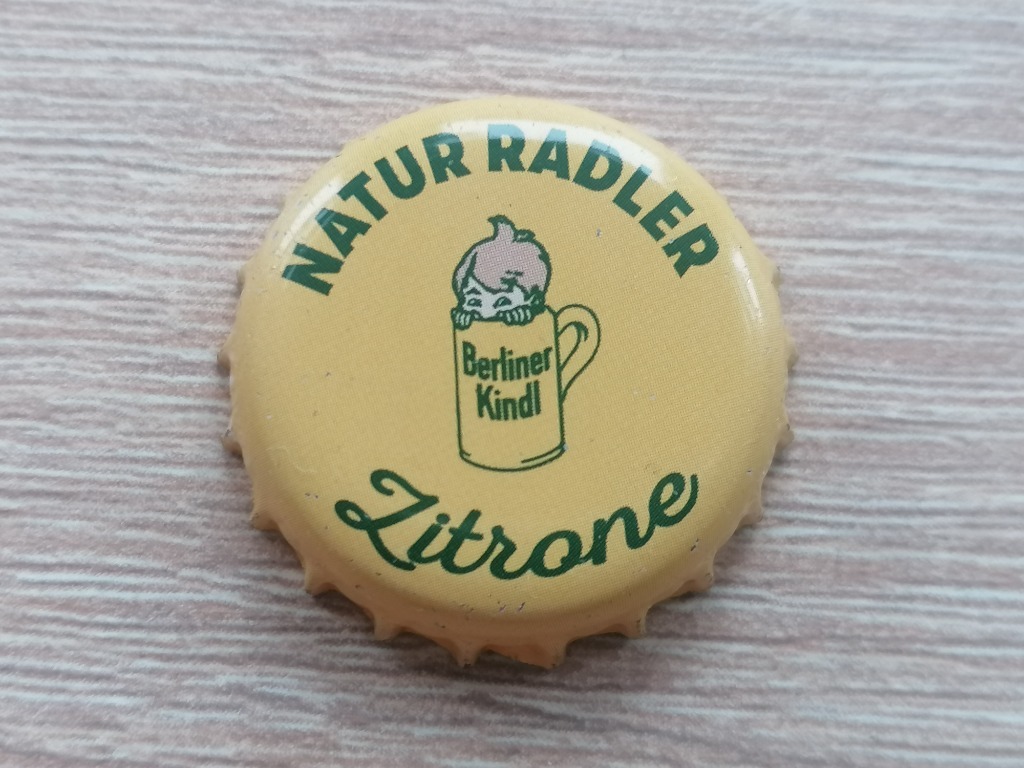 NATUR RADLER
Berliner
Kindl
Zitrone